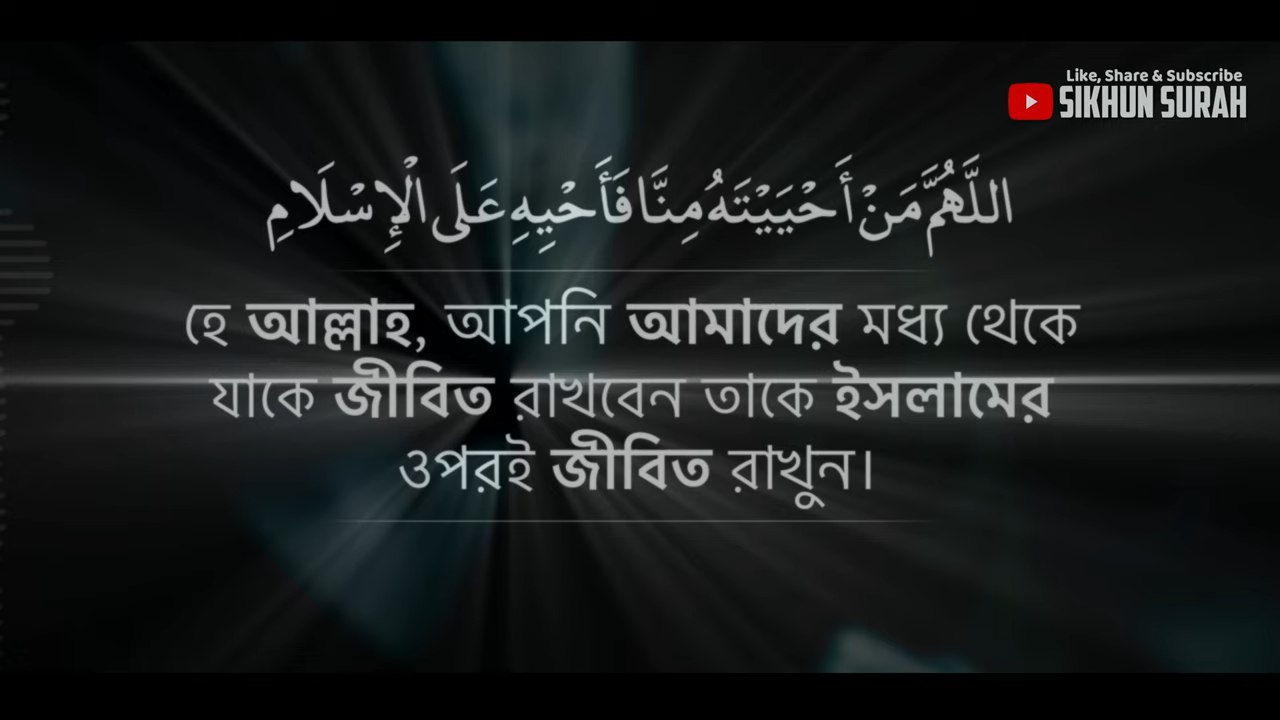 Like, Share & Subscribe
SIKHUN SURAH
اللَّهُمَّ مَنْ أَحْيَيْتَهُ مِنَّا فَأَحْيِهِ عَلَى الْإِسْلَامِ
হে আল্লাহ, আপনি আমাদের মধ্য থেকে
যাকে জীবিত রাখবেন তাকে ইসলামের
ওপরই জীবিত রাখুন।